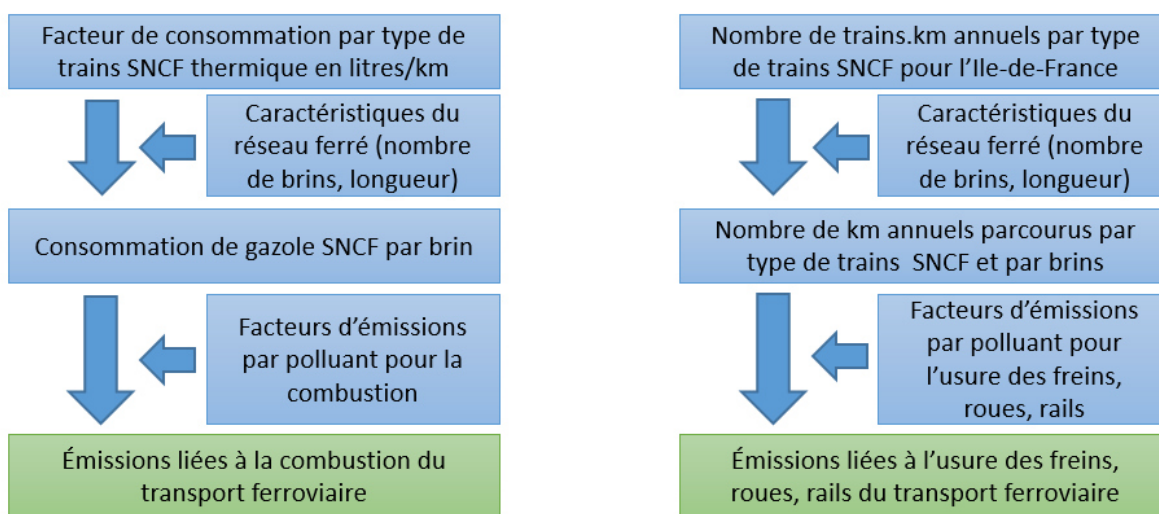 Facteur de consommation par type de
trains SNCF thermique en litres/km
Caractéristiques du
réseau ferré (nombre
de brins, longueur)
Consommation de gazole SNCF par brin
Facteurs d'émissions
par polluant pour la
combustion
Émissions liées à la combustion du
transport ferroviaire
Nombre de trains.km annuels par type
de trains SNCF pour l'Ile-de-France
Caractéristiques du
réseau ferré (nombre
de brins, longueur)
Nombre de km annuels parcourus par
type de trains SNCF et par brins
Facteurs d'émissions
par polluant pour
l'usure des freins,
roues, rails
Émissions liées à l'usure des freins,
roues, rails du transport ferroviaire